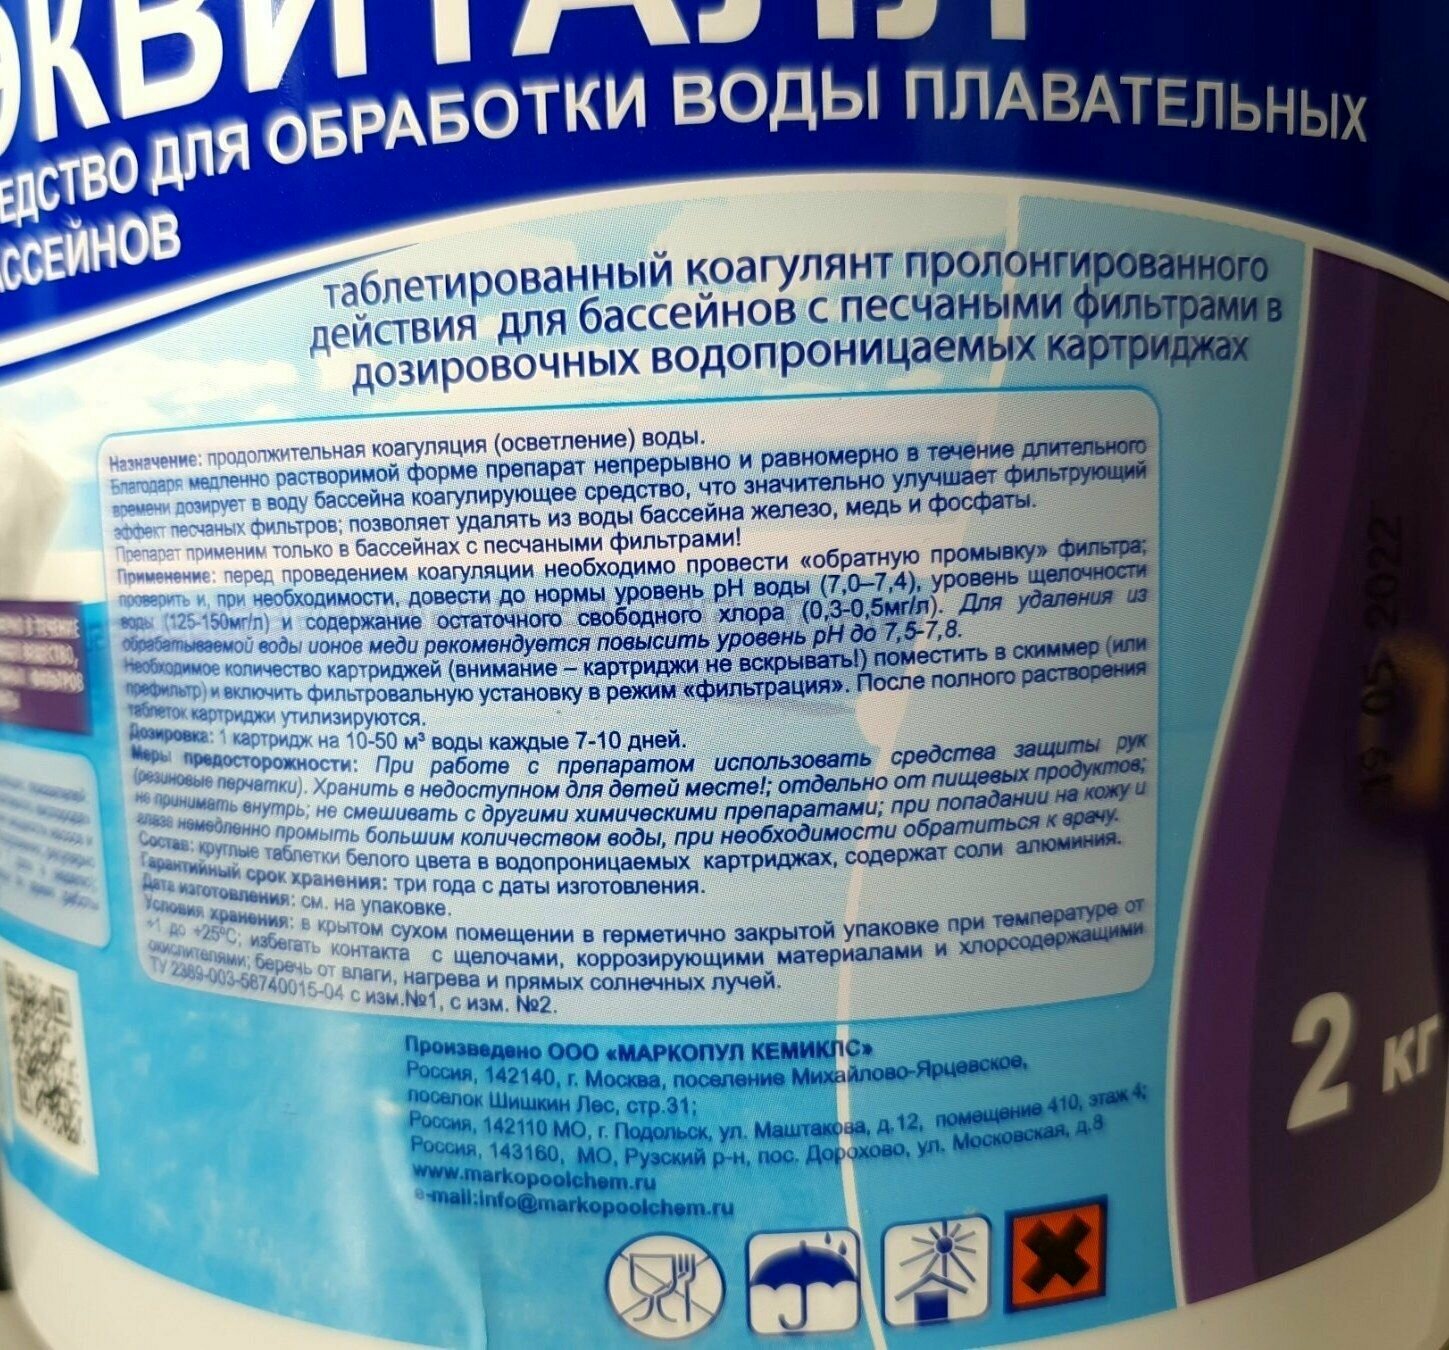 ЭКВИТАЛЛ
ЕДСТВО ДЛЯ ОБРАБОТКИ ВОДЫ ПЛАВАТЕЛЬНЫХ
АССЕЙНОВ
таблетированный коагулянт пролонгированного
действия для бассейнов с песчаными фильтрами в
дозировочных водопроницаемых картриджах
Назначение: продолжительная коагуляция (осветление) воды.
Благодаря медленно растворимой форме препарат непрерывно и равномерно в течение длительного
времени дозирует в воду бассейна коагулирующее средство, что значительно улучшает фильтрующий
эффект песчаных фильтров; позволяет удалять из воды бассейна железо, медь и фосфаты.
Препарат применим только в бассейнах с песчаными фильтрами!
Применение: перед проведением коагуляции необходимо провести «обратную промывку» фильтра;
проверить и, при необходимости, довести до нормы уровень pH воды (7,0–7,4), уровень щелочности
воды (125-150мг/л) и содержание остаточного свободного хлора (0,3-0,5мг/л). Для удаления из
обрабатываемой воды ионов меди рекомендуется повысить уровень pH до 7,5-7,8.
Необходимое количество картриджей (внимание – картриджи не вскрывать!) поместить в скиммер (или
префильтр) и включить фильтровальную установку в режим «фильтрация». После полного растворения
таблеток картриджи утилизируются.
Дозировка: 1 картридж на 10-50 м³ воды каждые 7-10 дней.
Меры предосторожности: При работе с препаратом использовать средства защиты рук
(резиновые перчатки). Хранить в недоступном для детей месте!; отдельно от пищевых продуктов;
не принимать внутрь; не смешивать с другими химическими препаратами; при попадании на кожу и
глаза немедленно промыть большим количеством воды, при необходимости обратиться к врачу.
Состав: круглые таблетки белого цвета в водопроницаемых картриджах, содержат соли алюминия.
Гарантийный срок хранения: три года с даты изготовления.
Дата изготовления: см. на упаковке.
Условия хранения: в крытом сухом помещении в герметично закрытой упаковке при температуре от
+1 до +25°С; избегать контакта с щелочами, коррозирующими материалами и хлорсодержащими
окислителями; беречь от влаги, нагрева и прямых солнечных лучей.
ТУ 2389-003-58740015-04 с изм.№1, с изм. №2.
Произведено ООО «МАРКОПУЛ КЕМИКЛС»
Россия, 142140, г. Москва, поселение Михайлово-Ярцевское,
поселок Шишкин Лес, стр.31;
Россия, 142110 МО, г. Подольск, ул. Маштакова, д.12, помещение 410, этаж 4;
Россия, 143160, МО, Рузский р-н, пос. Дорохово, ул. Московская, д.8
www.markopoolchem.ru
e-mail:info@markopoolchem.ru
19 05 2022
2 кг